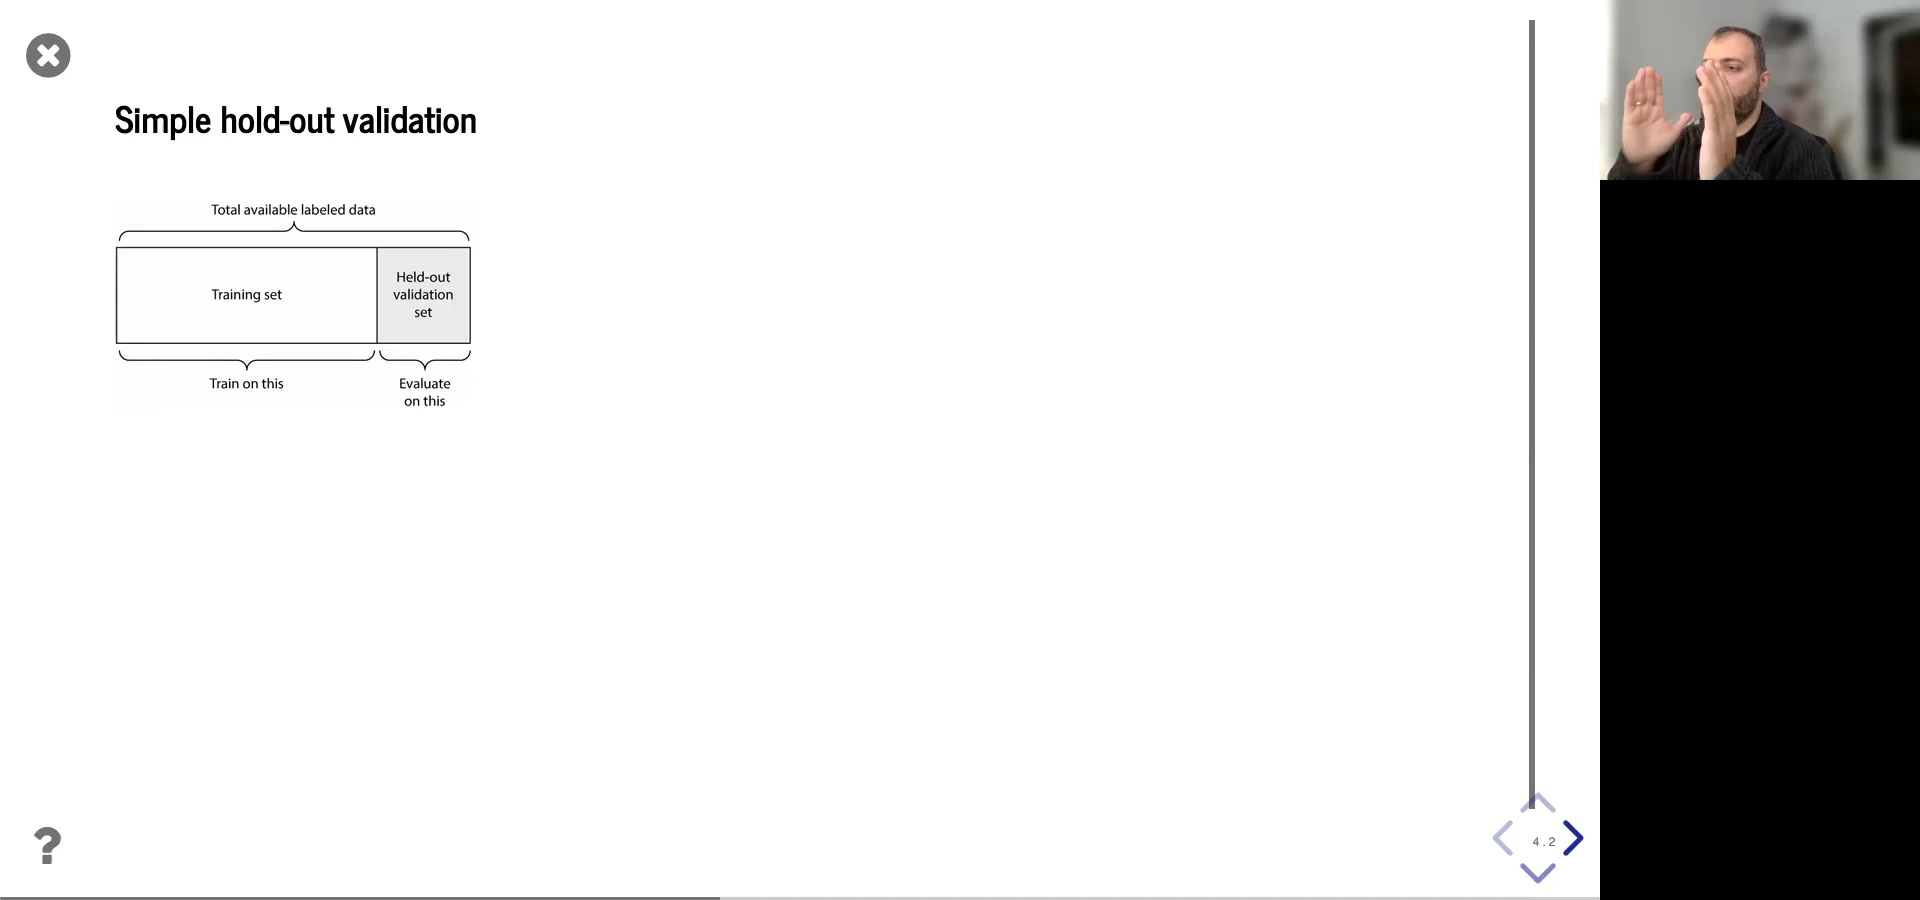 Simple hold-out validation
Total available labeled data
Training set
Held-out
validation
set
Train on this
Evaluate
on this
?
4.2